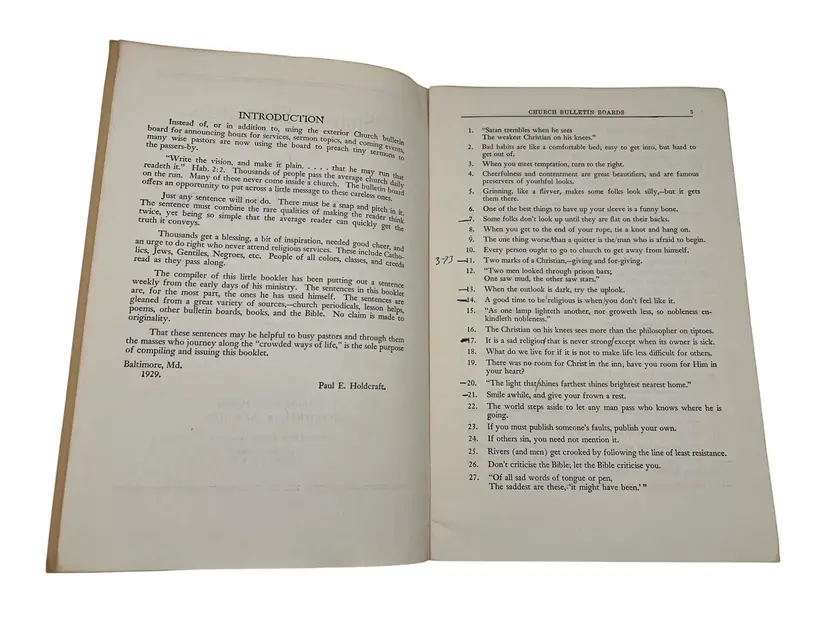 INTRODUCTION
Instead of, or in addition to, using the exterior Church bulletin
board for announcing hours for services, sermon topics, and coming events,
many wise pastors are now using the board to preach tiny sermons to
the passers-by.
"Write the vision, and make it plain. . . . . that he may run that
readeth it." Hab. 2:2. Thousands of people pass the average church daily
on the run. Many of these never come inside a church. The bulletin board
offers an opportunity to put across a little message to these careless ones.
Just any sentence will not do. There must be a snap and pitch in it.
The sentence must combine the rare qualities of making the reader think
twice, yet being so simple that the average reader can quickly get the
truth it conveys.
Thousands get a blessing, a bit of inspiration, needed good cheer, and
an urge to do right who never attend religious services. These include Catho-
lics, Jews, Gentiles, Negroes, etc. People of all colors, classes, and creeds
read as they pass along.
The compiler of this little booklet has been putting out a sentence
weekly from the early days of his ministry. The sentences in this booklet
are, for the most part, the ones he has used himself. The sentences are
gleaned from a great variety of sources,—church periodicals, lesson helps,
poems, other bulletin boards, books, and the Bible. No claim is made to
originality.
That these sentences may be helpful to busy pastors and through them
the masses who journey along the "crowded ways of life," is the sole purpose
of compiling and issuing this booklet.
Baltimore, Md.
1929.
Paul E. Holdcraft.
CHURCH BULLETIN BOARDS 5
1. "Satan trembles when he sees
The weakest Christian on his knees."
2. Bad habits are like a comfortable bed; easy to get into, but hard to
get out of.
3. When you meet temptation, turn to the right.
4. Cheerfulness and contentment are great beautifiers, and are famous
preservers of youthful looks.
5. Grinning, like a flivver, makes some folks look silly,—but it gets
them there.
6. One of the best things to have up your sleeve is a funny bone.
7. Some folks don't look up until they are flat on their backs.
8. When you get to the end of your rope, tie a knot and hang on.
9. The one thing worse than a quitter is the man who is afraid to begin.
10. Every person ought to go to church to get away from himself.
3-73 11. Two marks of a Christian,—giving and for-giving.
12. "Two men looked through prison bars;
One saw mud, the other saw stars."
13. When the outlook is dark, try the uplook.
14. A good time to be religious is when you don't feel like it.
15. "As one lamp lighteth another, nor groweth less, so nobleness en-
kindleth nobleness."
16. The Christian on his knees sees more than the philosopher on tiptoes.
17. It is a sad religion that is never strong except when its owner is sick.
18. What do we live for if it is not to make life less difficult for others.
19. There was no room for Christ in the inn; have you room for Him in
your heart?
20. "The light that shines farthest shines brightest nearest home."
21. Smile awhile, and give your frown a rest.
22. The world steps aside to let any man pass who knows where he is
going.
23. If you must publish someone's faults, publish your own.
24. If others sin, you need not mention it.
25. Rivers (and men) get crooked by following the line of least resistance.
26. Don't criticise the Bible; let the Bible criticise you.
27. "Of all sad words of tongue or pen,
The saddest are these,-'it might have been.' "